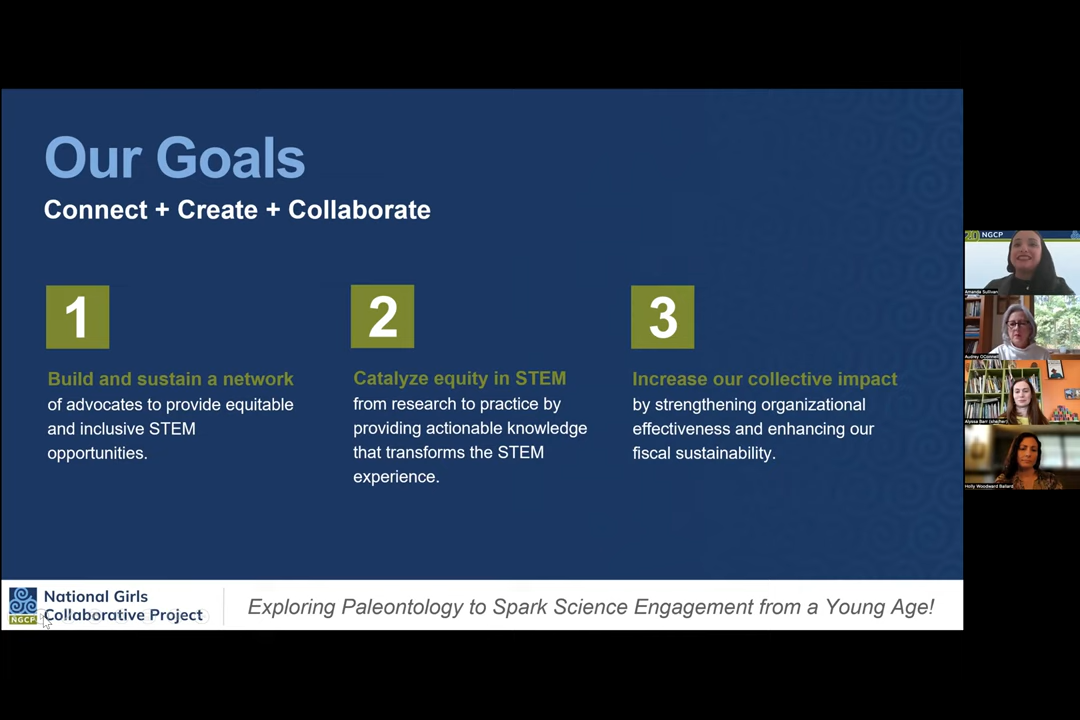 Our Goals
Connect + Create + Collaborate
1
Build and sustain a network
of advocates to provide equitable
and inclusive STEM
opportunities.
2
Catalyze equity in STEM
from research to practice by
providing actionable knowledge
that transforms the STEM
experience.
3
Increase our collective impact
by strengthening organizational
effectiveness and enhancing our
fiscal sustainability.
NGCP
National Girls
Collaborative Project
Exploring Paleontology to Spark Science Engagement from a Young Age!
20 NGCP
Amanda Sullivan
Audrey OConnell
Alyssa Barr (she/her)
Holly Woodward Ballard